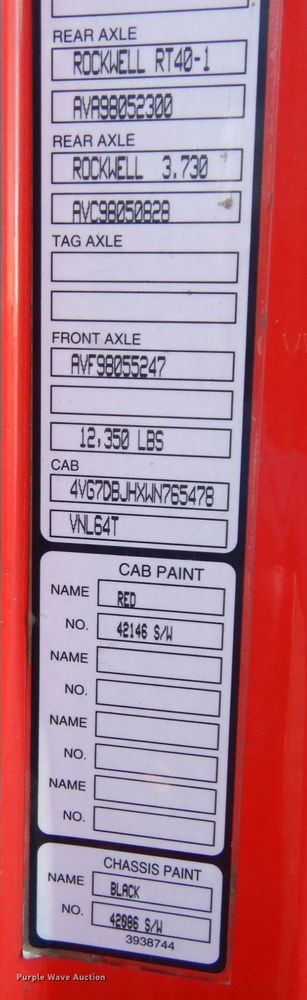 REAR AXLE
ROCKWELL RT40-1
AVA98052300
REAR AXLE
ROCKWELL 3.730
AVC98050828
TAG AXLE
FRONT AXLE
AVF98055247
12,350 LBS
CAB
4VG7DBJHXWN765478
VNL64T
CAB PAINT
NAME RED
NO. 42146 S/W
NAME
NO.
NAME
NO.
NAME
NO.
CHASSIS PAINT
NAME BLACK
NO. 42086 S/W
3938744
Purple Wave Auction